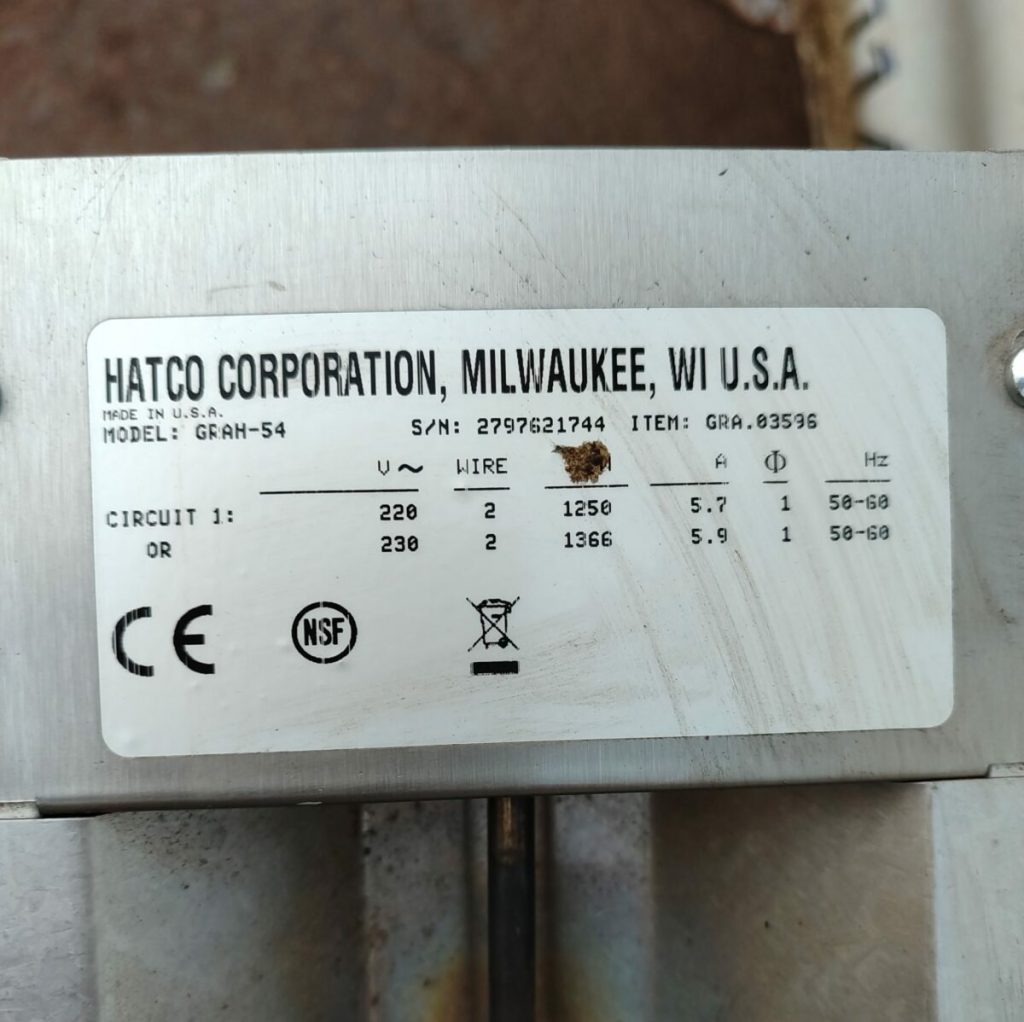 HATCO CORPORATION, MILWAUKEE, WI U.S.A.
MADE IN U.S.A.
MODEL: GRAH-54 S/N: 2797621744 ITEM: GRA.03596
V~ WIRE A Φ Hz
CIRCUIT 1: 220 2 1250 5.7 1 50-60
OR 230 2 1366 5.9 1 50-60
CE NSF